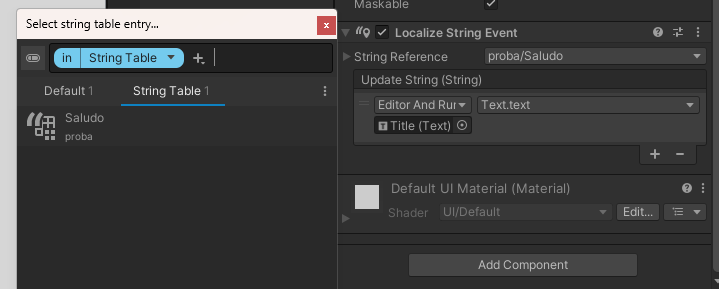 Select string table entry...
x
in String Table
Default 1
String Table 1
Saludo
proba
Maskable
Localize String Event
String Reference
proba/Saludo
Update String (String)
Editor And Rur
Text.text
Title (Text)
Default UI Material (Material)
Shader
UI/Default
Edit...
Add Component